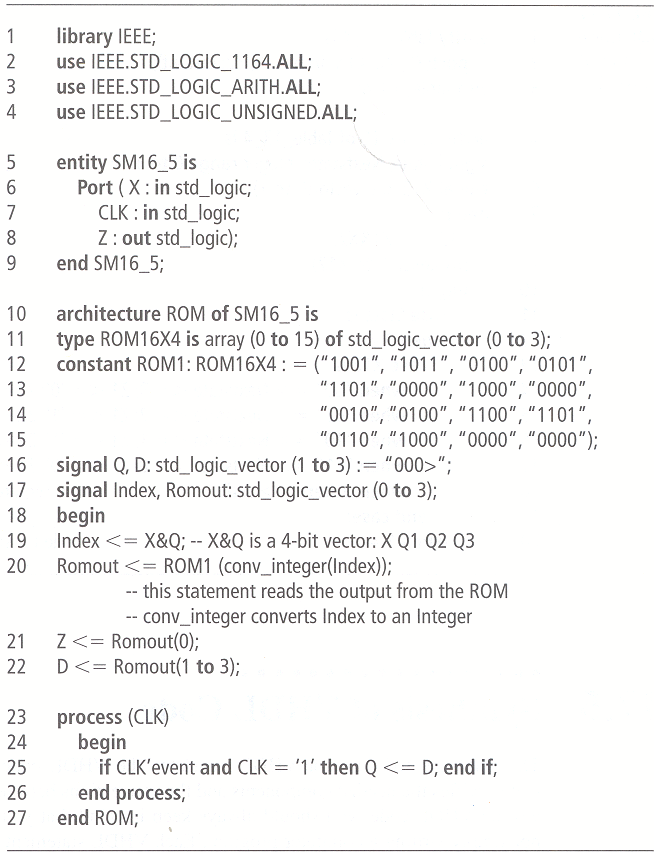 1 library IEEE;
2 use IEEE.STD_LOGIC_1164.ALL;
3 use IEEE.STD_LOGIC_ARITH.ALL;
4 use IEEE.STD_LOGIC_UNSIGNED.ALL;
5 entity SM16_5 is
6 Port ( X : in std_logic;
7 CLK : in std_logic;
8 Z : out std_logic);
9 end SM16_5;
10 architecture ROM of SM16_5 is
11 type ROM16X4 is array (0 to 15) of std_logic_vector (0 to 3);
12 constant ROM1: ROM16X4 : = (“1001”, “1011”, “0100”, “0101”,
13 “1101”, “0000”, “1000”, “0000”,
14 “0010”, “0100”, “1100”, “1101”,
15 “0110”, “1000”, “0000”, “0000”);
16 signal Q, D: std_logic_vector (1 to 3) := “000>”;
17 signal Index, Romout: std_logic_vector (0 to 3);
18 begin
19 Index <= X&Q; -- X&Q is a 4-bit vector: X Q1 Q2 Q3
20 Romout <= ROM1 (conv_integer(Index));
-- this statement reads the output from the ROM
-- conv_integer converts Index to an Integer
21 Z <= Romout(0);
22 D <= Romout(1 to 3);
23 process (CLK)
24 begin
25 if CLK’event and CLK = ‘1’ then Q <= D; end if;
26 end process;
27 end ROM;